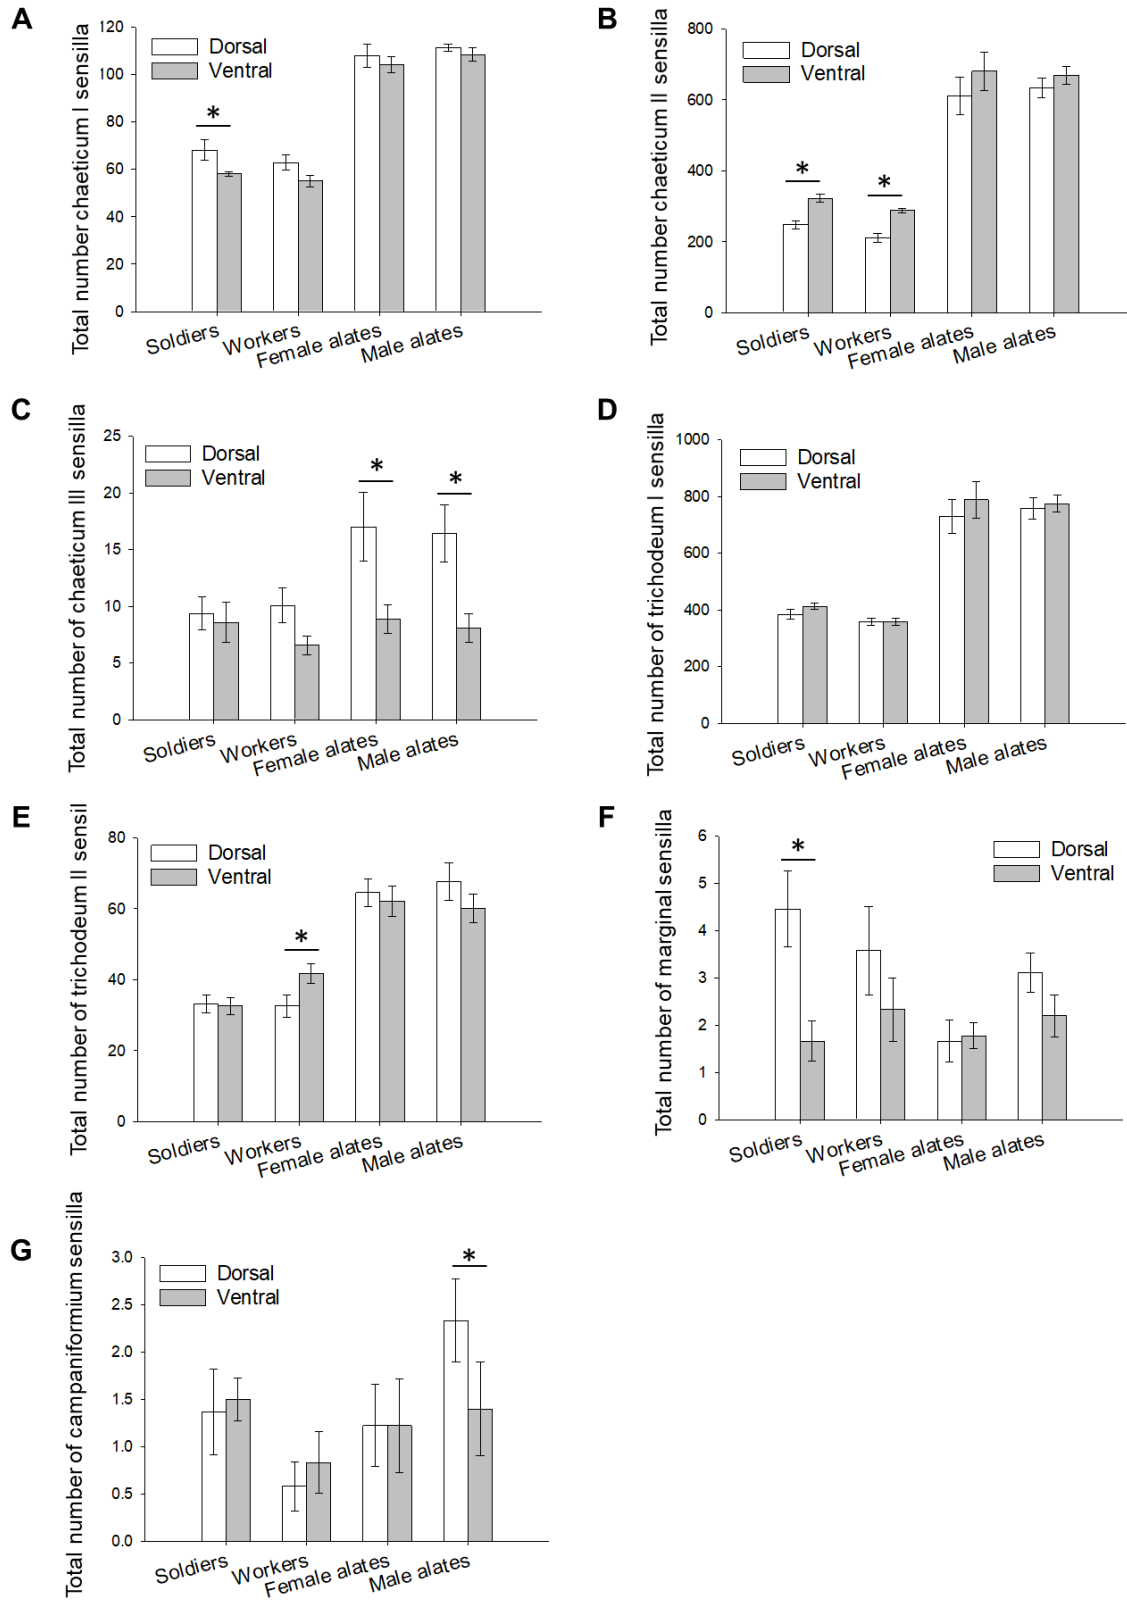 A
Total number chaeticum I sensilla
120
100
80
60
40
20
0
Dorsal
Ventral
*
Soldiers
Workers
Female alates
Male alates
B
Total number chaeticum II sensilla
800
600
400
200
0
Dorsal
Ventral
*
*
Soldiers
Workers
Female alates
Male alates
C
Total number of chaeticum III sensilla
25
20
15
10
5
0
Dorsal
Ventral
*
*
Soldiers
Workers
Female alates
Male alates
D
Total number of trichodeum I sensilla
1000
800
600
400
200
0
Dorsal
Ventral
Soldiers
Workers
Female alates
Male alates
E
Total number of trichodeum II sensil
80
60
40
20
0
Dorsal
Ventral
*
Soldiers
Workers
Female alates
Male alates
F
Total number of marginal sensilla
6
5
4
3
2
1
0
Dorsal
Ventral
*
Soldiers
Workers
Female alates
Male alates
G
Total number of campaniformium sensilla
3.0
2.5
2.0
1.5
1.0
0.5
0.0
Dorsal
Ventral
*
Soldiers
Workers
Female alates
Male alates